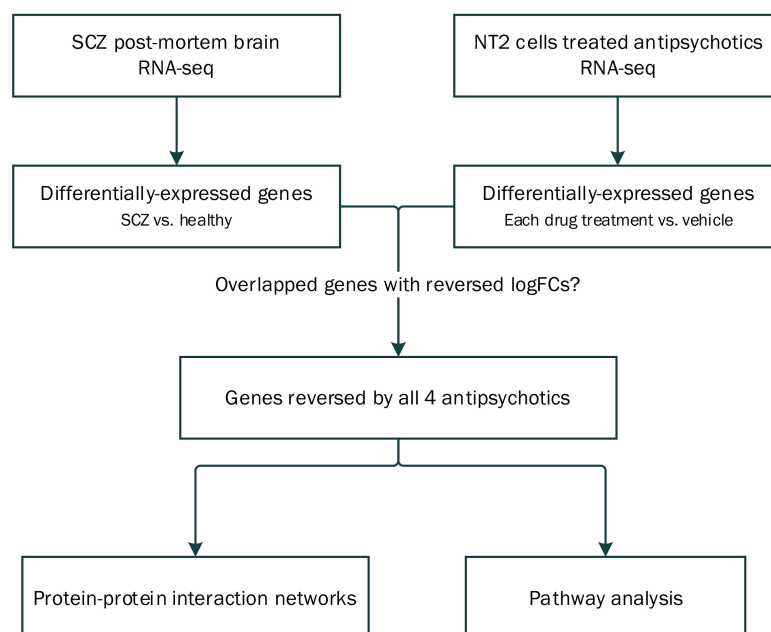 SCZ post-mortem brain
RNA-seq
NT2 cells treated antipsychotics
RNA-seq
Differentially-expressed genes
SCZ vs. healthy
Differentially-expressed genes
Each drug treatment vs. vehicle
Overlapped genes with reversed logFCs?
Genes reversed by all 4 antipsychotics
Protein-protein interaction networks
Pathway analysis